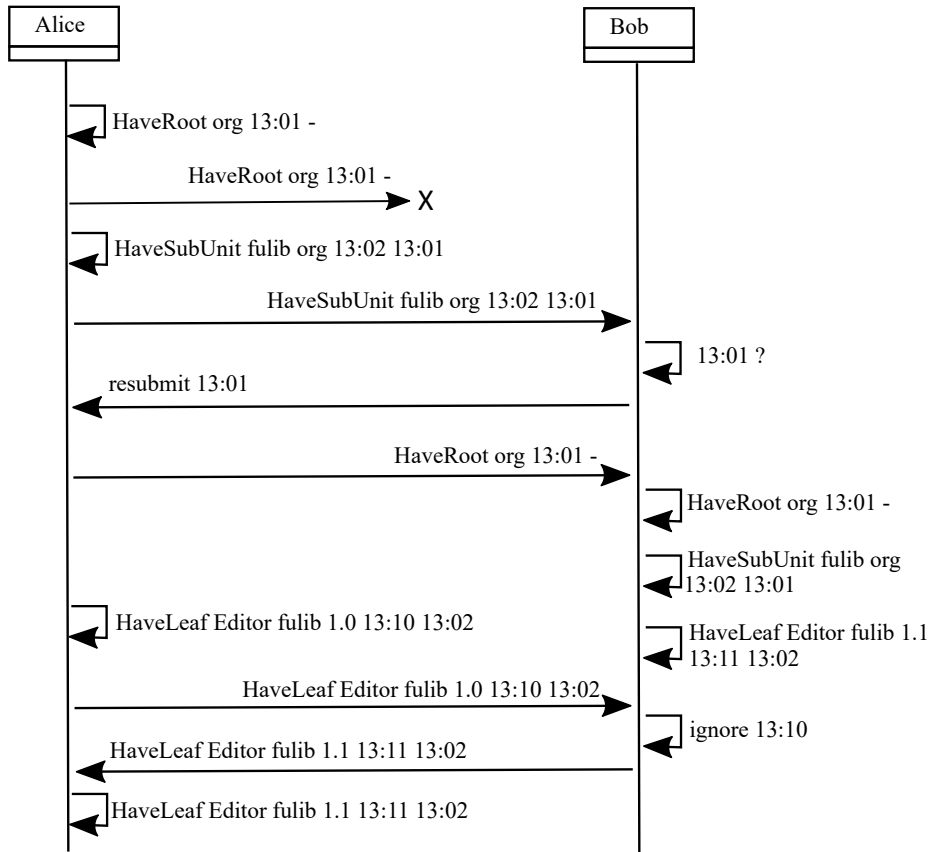 Alice
Bob
HaveRoot org 13:01 -
HaveRoot org 13:01 -
X
HaveSubUnit fulib org 13:02 13:01
HaveSubUnit fulib org 13:02 13:01
13:01 ?
resubmit 13:01
HaveRoot org 13:01 -
HaveRoot org 13:01 -
HaveSubUnit fulib org
13:02 13:01
HaveLeaf Editor fulib 1.0 13:10 13:02
HaveLeaf Editor fulib 1.1
13:11 13:02
HaveLeaf Editor fulib 1.0 13:10 13:02
ignore 13:10
HaveLeaf Editor fulib 1.1 13:11 13:02
HaveLeaf Editor fulib 1.1 13:11 13:02